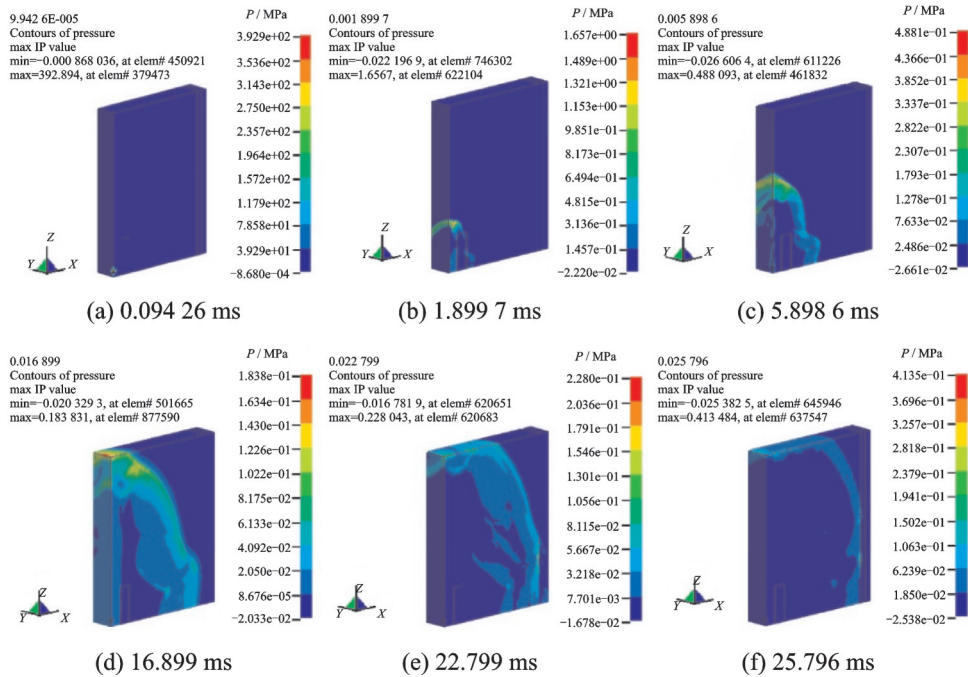 9.942 6E-005
Contours of pressure
max IP value
min=−0.000 868 036, at elem# 450921
max=392.894, at elem# 379473
P / MPa
3.929e+02
3.536e+02
3.143e+02
2.750e+02
2.357e+02
1.964e+02
1.572e+02
1.179e+02
7.858e+01
3.929e+01
−8.680e−04
Z
Y
X
(a) 0.094 26 ms
0.001 899 7
Contours of pressure
max IP value
min=−0.022 196 9, at elem# 746302
max=1.6567, at elem# 622104
P / MPa
1.657e+00
1.489e+00
1.321e+00
1.153e+00
9.851e−01
8.173e−01
6.494e−01
4.815e−01
3.136e−01
1.457e−01
−2.220e−02
Z
Y
X
(b) 1.899 7 ms
0.005 898 6
Contours of pressure
max IP value
min=−0.026 606 4, at elem# 611226
max=0.488 093, at elem# 461832
P / MPa
4.881e−01
4.366e−01
3.852e−01
3.337e−01
2.822e−01
2.307e−01
1.793e−01
1.278e−01
7.633e−02
2.486e−02
−2.661e−02
Z
Y
X
(c) 5.898 6 ms
0.016 899
Contours of pressure
max IP value
min=−0.020 329 3, at elem# 501665
max=0.183 831, at elem# 877590
P / MPa
1.838e−01
1.634e−01
1.430e−01
1.226e−01
1.022e−01
8.175e−02
6.133e−02
4.092e−02
2.050e−02
8.676e−05
−2.033e−02
Z
Y
X
(d) 16.899 ms
0.022 799
Contours of pressure
max IP value
min=−0.016 781 9, at elem# 620651
max=0.228 043, at elem# 620683
P / MPa
2.280e−01
2.036e−01
1.791e−01
1.546e−01
1.301e−01
1.056e−01
8.115e−02
5.667e−02
3.218e−02
7.701e−03
−1.678e−02
Z
Y
X
(e) 22.799 ms
0.025 796
Contours of pressure
max IP value
min=−0.025 382 5, at elem# 645946
max=0.413 484, at elem# 637547
P / MPa
4.135e−01
3.696e−01
3.257e−01
2.818e−01
2.379e−01
1.941e−01
1.502e−01
1.063e−01
6.239e−02
1.850e−02
−2.538e−02
Z
Y
X
(f) 25.796 ms